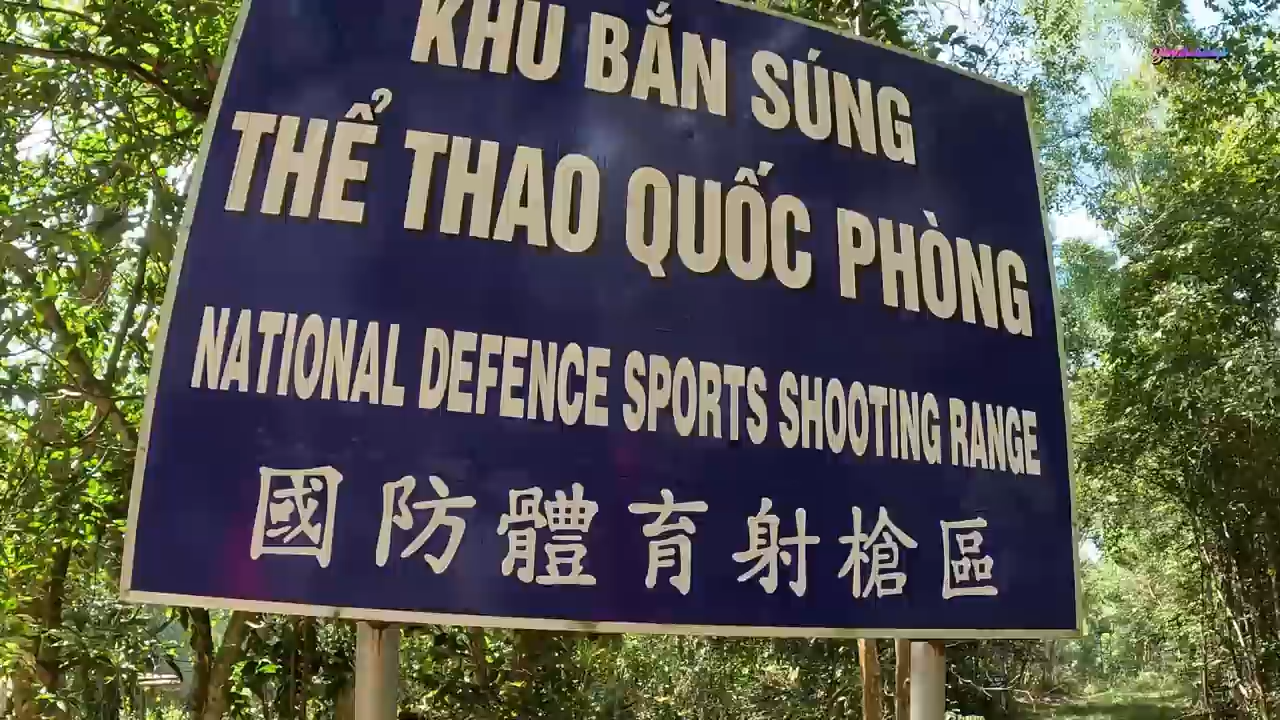 KHU BẮN SÚNG
THỂ THAO QUỐC PHÒNG
NATIONAL DEFENCE SPORTS SHOOTING RANGE
國防體育射槍區